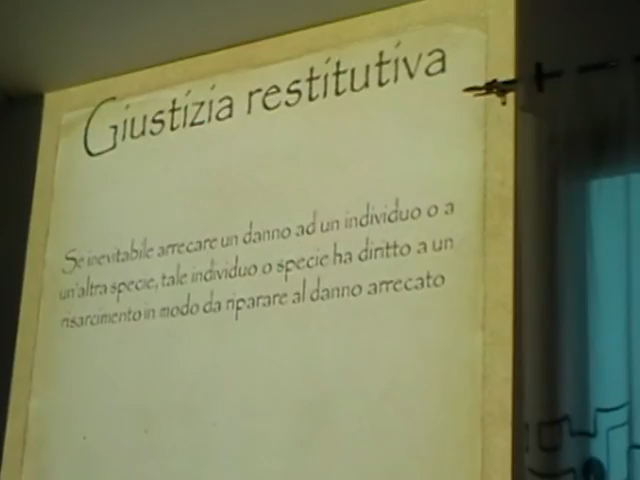 Giustizia restitutiva
Se inevitabile arrecare un danno ad un individuo o a
un'altra specie, tale individuo o specie ha diritto a un
risarcimento in modo da riparare al danno arrecato